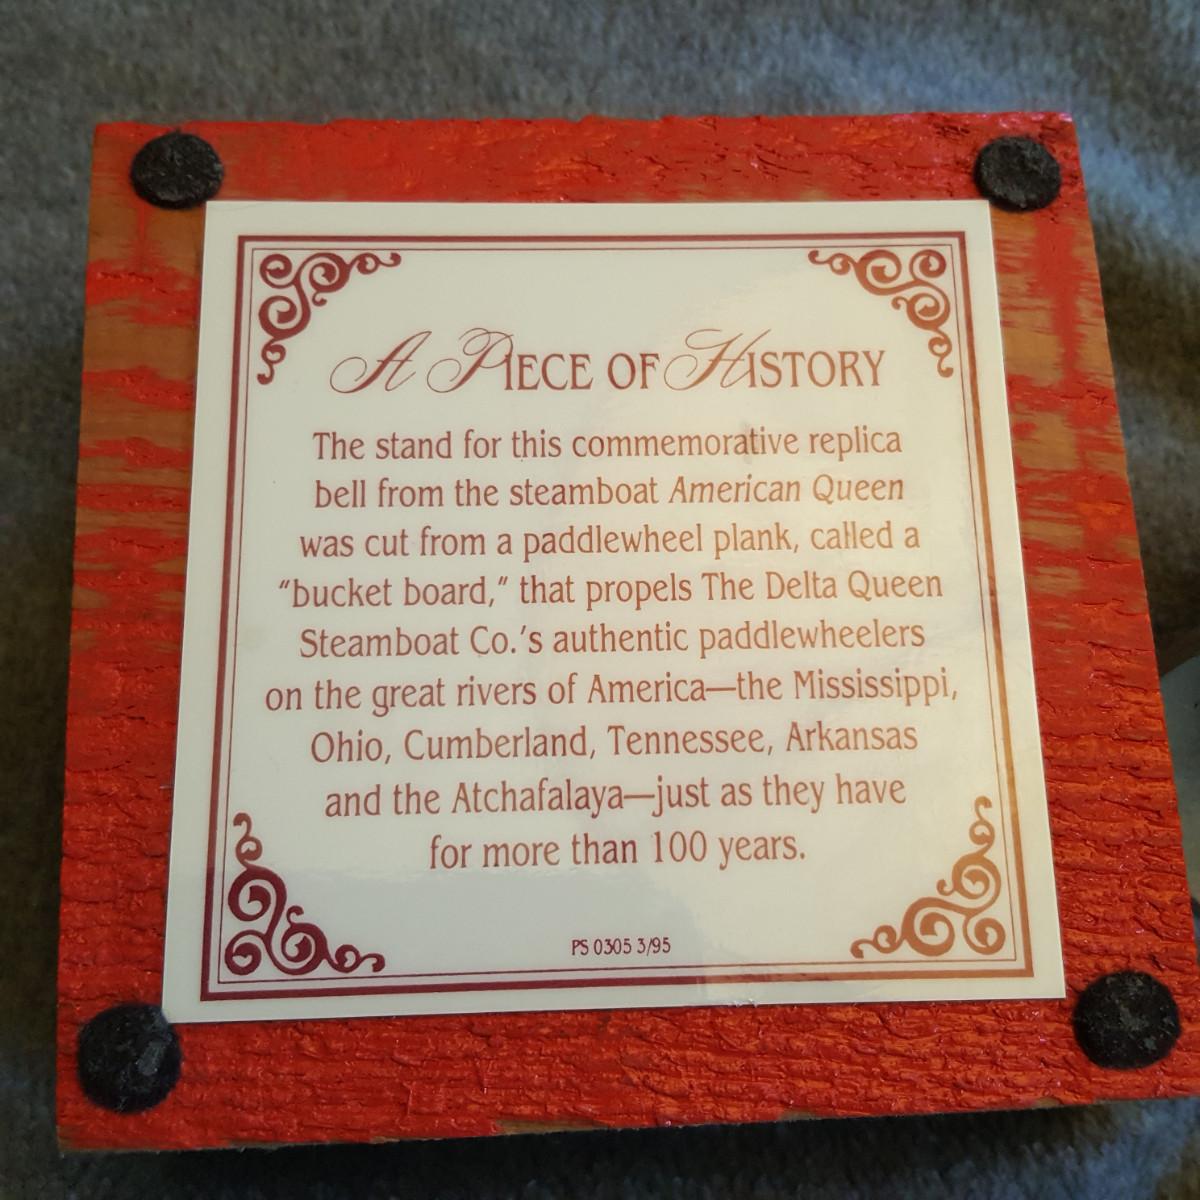 A PIECE OF HISTORY
The stand for this commemorative replica
bell from the steamboat American Queen
was cut from a paddlewheel plank, called a
"bucket board," that propels The Delta Queen
Steamboat Co.'s authentic paddlewheelers
on the great rivers of America—the Mississippi,
Ohio, Cumberland, Tennessee, Arkansas
and the Atchafalaya—just as they have
for more than 100 years.
PS 0305 3/95